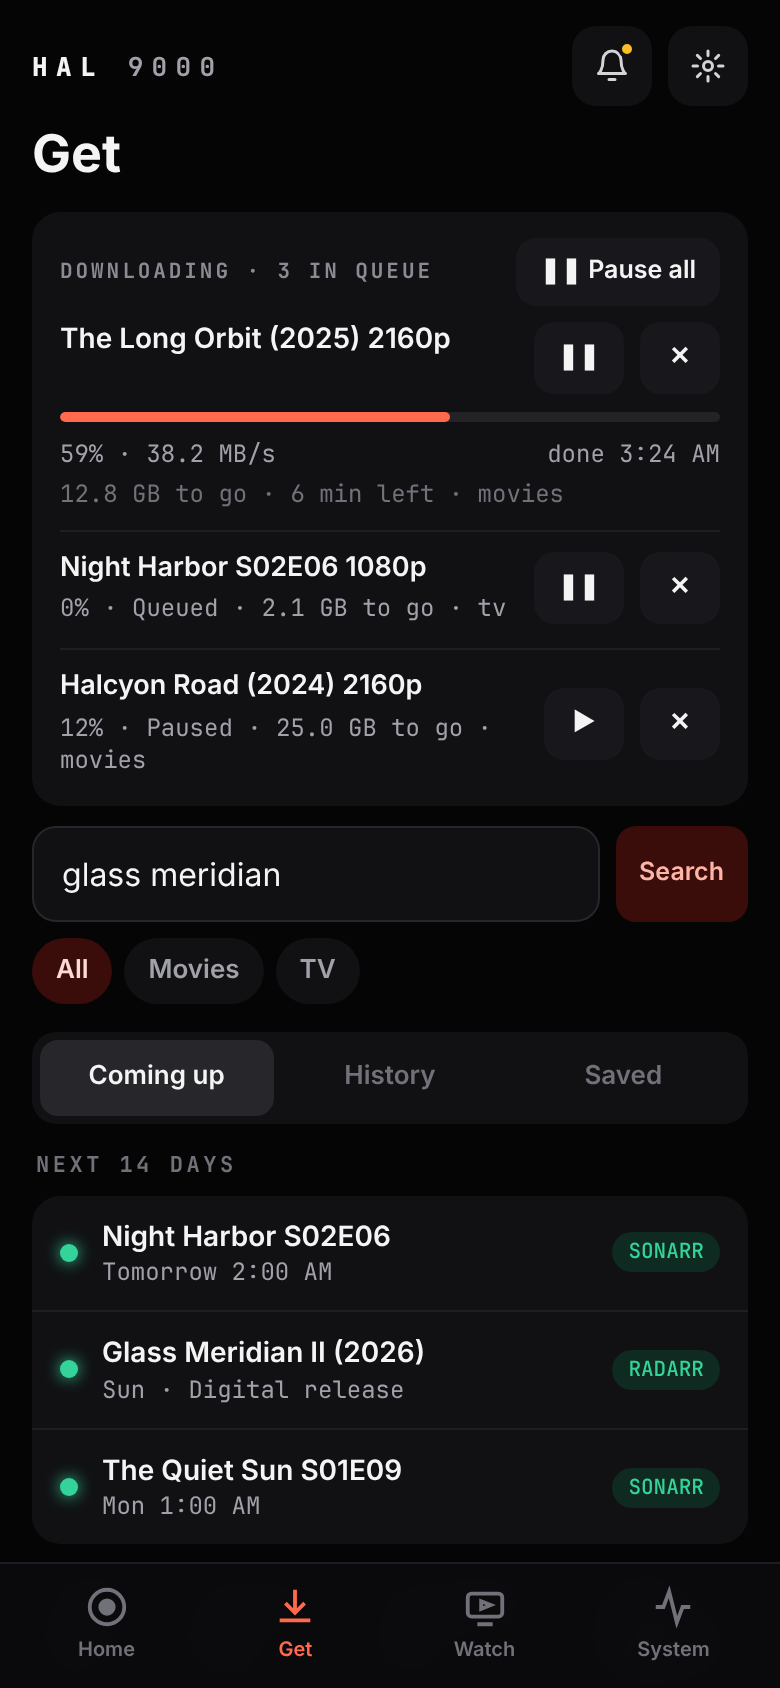 HAL 9000
Get
DOWNLOADING · 3 IN QUEUE
❚❚ Pause all
The Long Orbit (2025) 2160p
59% · 38.2 MB/s
done 3:24 AM
12.8 GB to go · 6 min left · movies
Night Harbor S02E06 1080p
0% · Queued · 2.1 GB to go · tv
Halcyon Road (2024) 2160p
12% · Paused · 25.0 GB to go ·
movies
glass meridian
Search
All
Movies
TV
Coming up
History
Saved
NEXT 14 DAYS
Night Harbor S02E06
Tomorrow 2:00 AM
SONARR
Glass Meridian II (2026)
Sun · Digital release
RADARR
The Quiet Sun S01E09
Mon 1:00 AM
SONARR
Home
Get
Watch
System